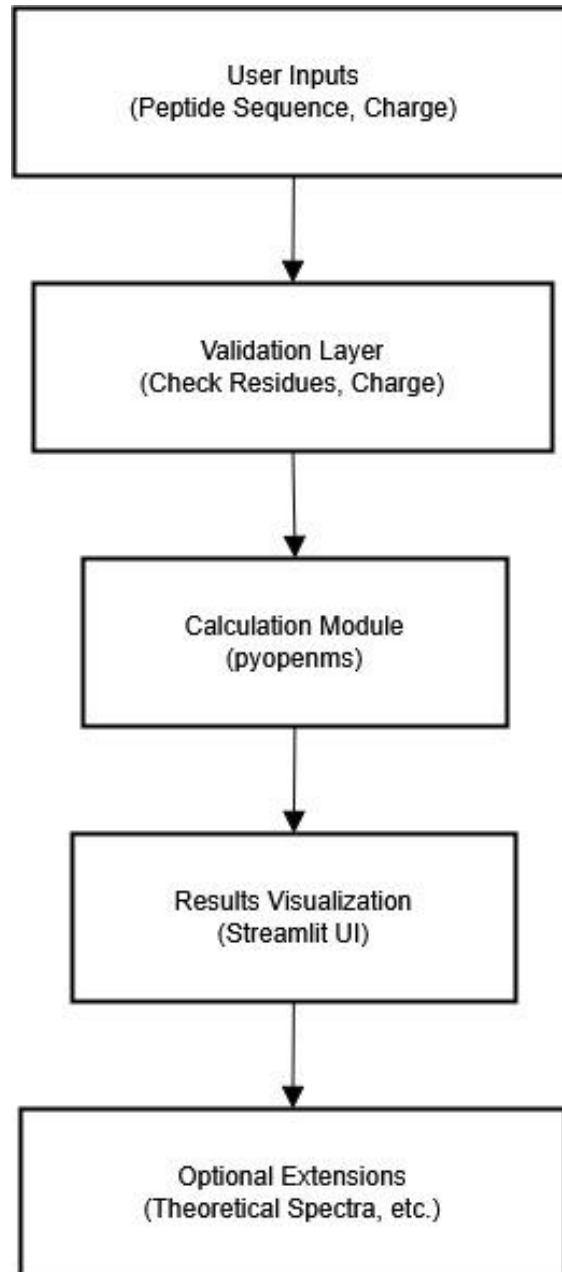 User Inputs
(Peptide Sequence, Charge)
Validation Layer
(Check Residues, Charge)
Calculation Module
(pyopenms)
Results Visualization
(Streamlit UI)
Optional Extensions
(Theoretical Spectra, etc.)